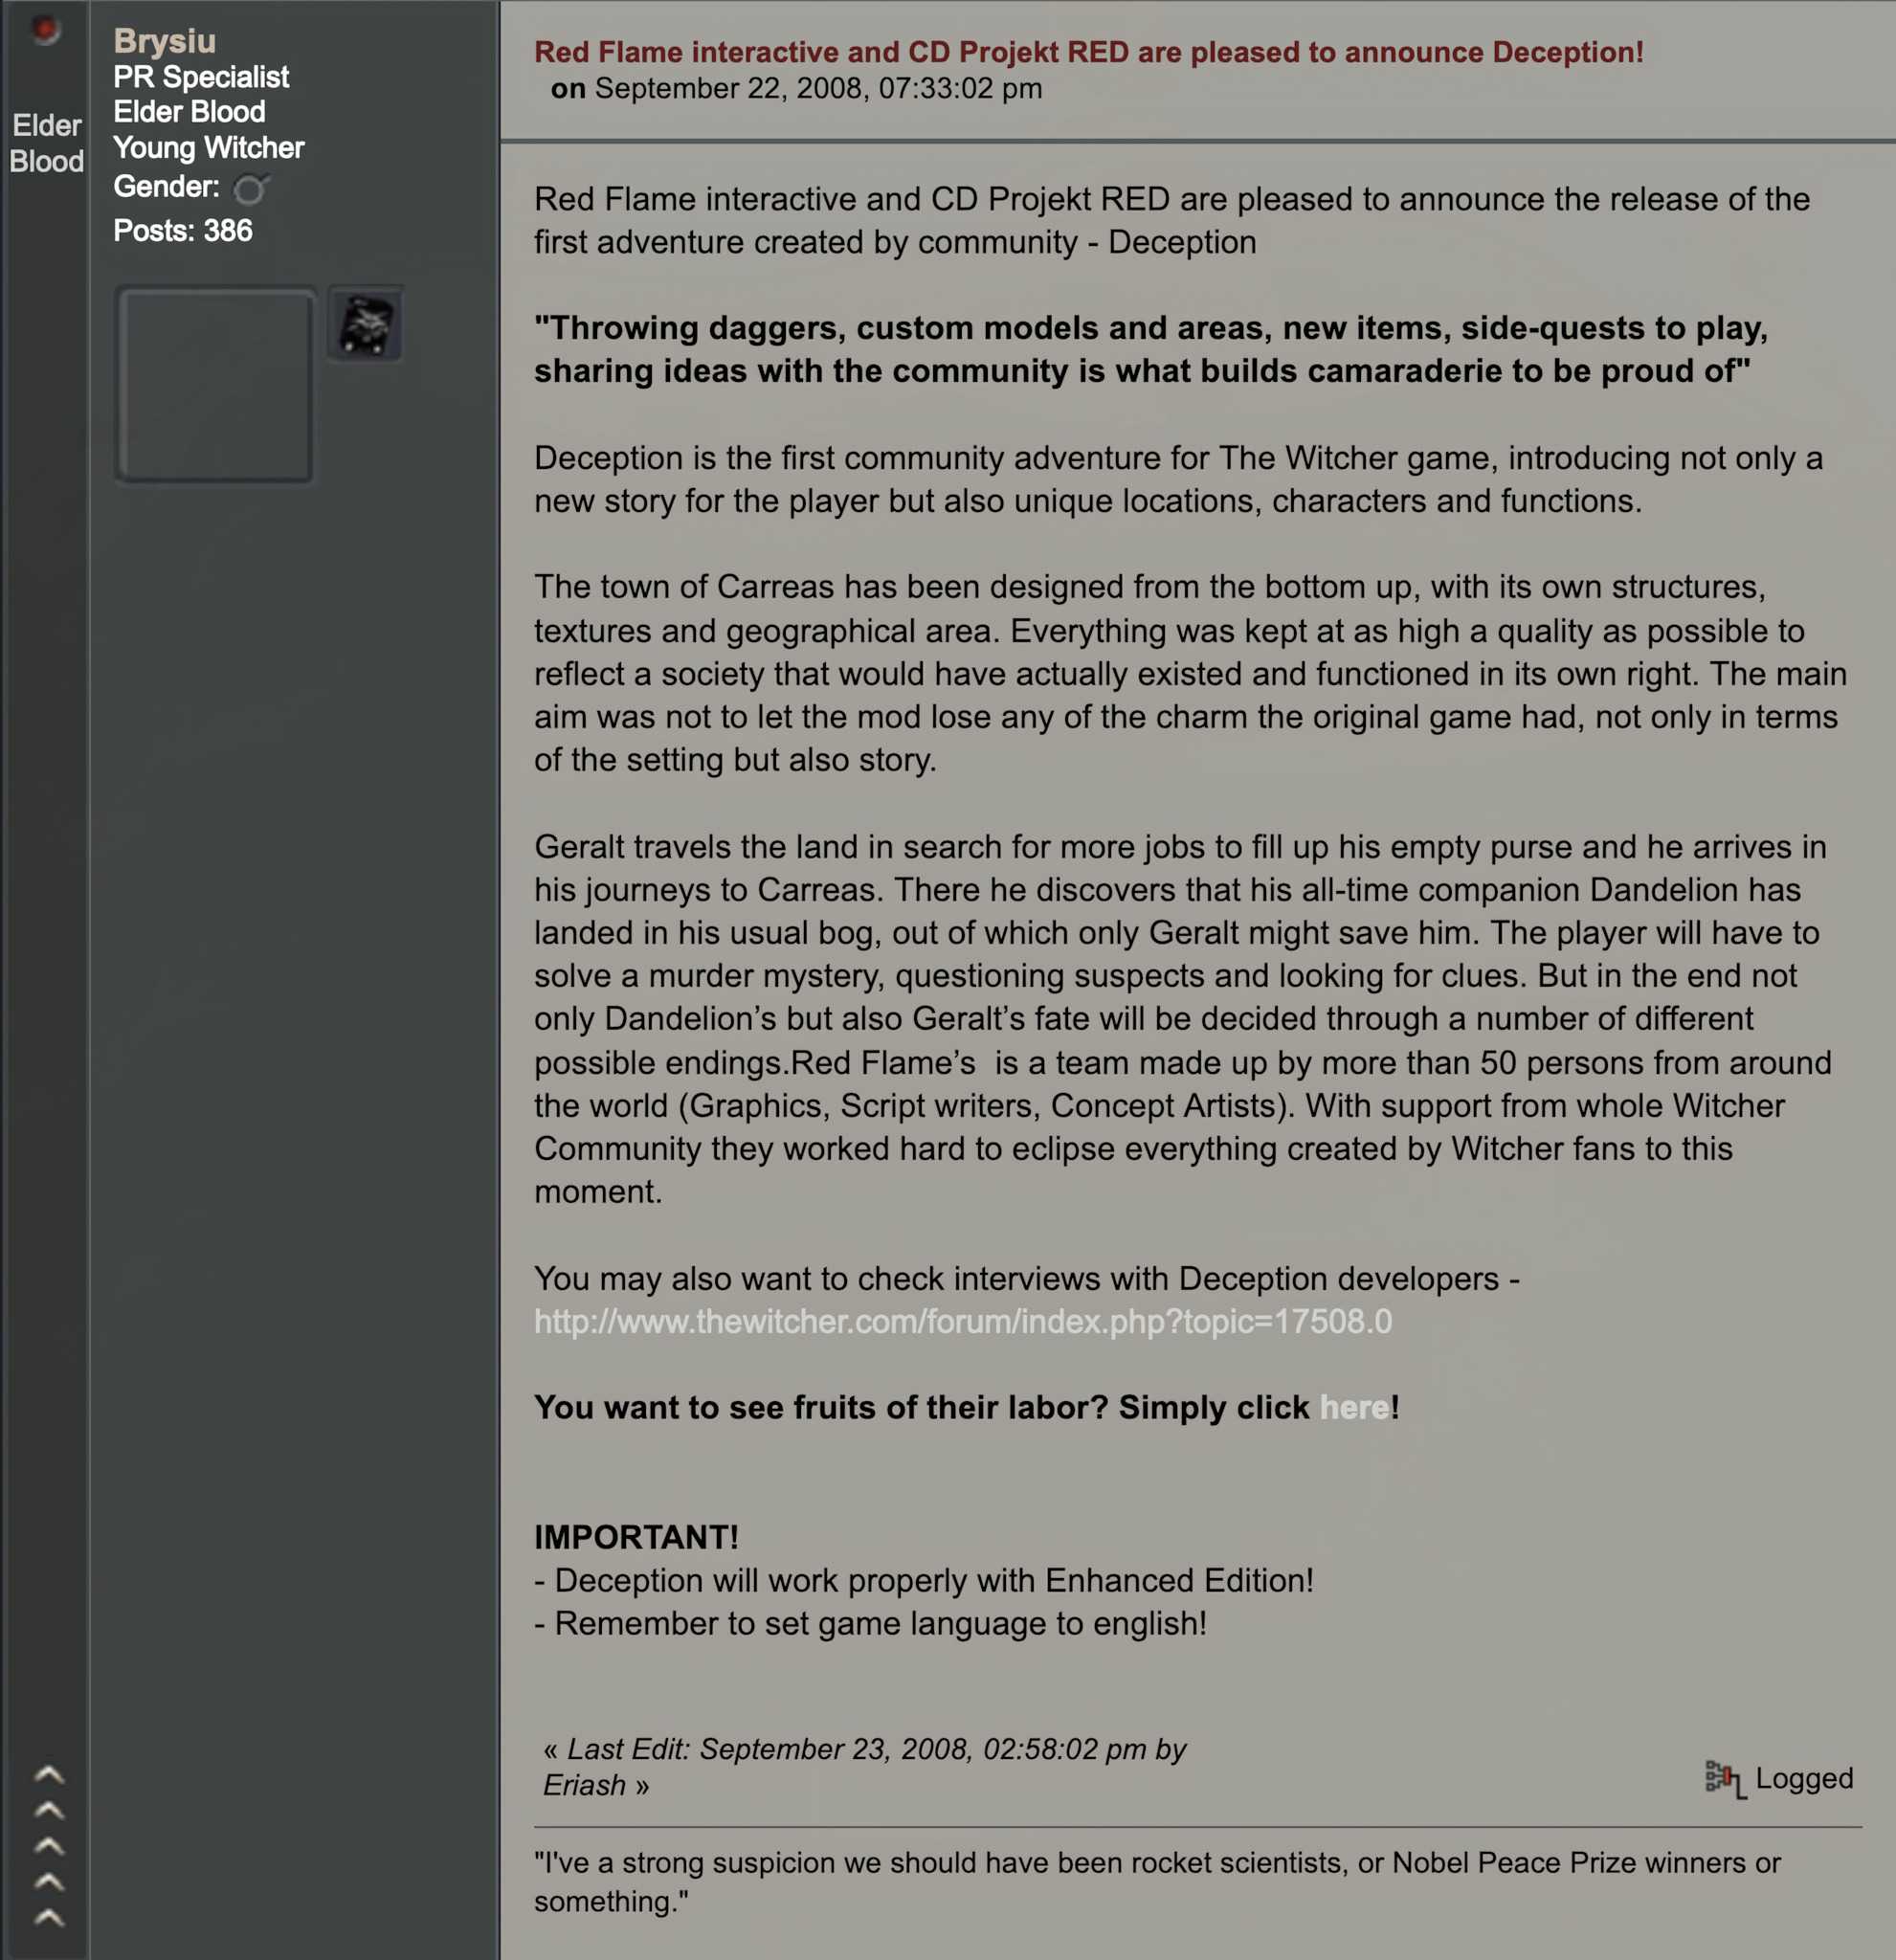 Elder
Blood
Brysiu
PR Specialist
Elder Blood
Young Witcher
Gender:
Posts: 386
Red Flame interactive and CD Projekt RED are pleased to announce Deception!
on September 22, 2008, 07:33:02 pm
Red Flame interactive and CD Projekt RED are pleased to announce the release of the
first adventure created by community - Deception
"Throwing daggers, custom models and areas, new items, side-quests to play,
sharing ideas with the community is what builds camaraderie to be proud of"
Deception is the first community adventure for The Witcher game, introducing not only a
new story for the player but also unique locations, characters and functions.
The town of Carreas has been designed from the bottom up, with its own structures,
textures and geographical area. Everything was kept at as high a quality as possible to
reflect a society that would have actually existed and functioned in its own right. The main
aim was not to let the mod lose any of the charm the original game had, not only in terms
of the setting but also story.
Geralt travels the land in search for more jobs to fill up his empty purse and he arrives in
his journeys to Carreas. There he discovers that his all-time companion Dandelion has
landed in his usual bog, out of which only Geralt might save him. The player will have to
solve a murder mystery, questioning suspects and looking for clues. But in the end not
only Dandelion’s but also Geralt’s fate will be decided through a number of different
possible endings.Red Flame’s  is a team made up by more than 50 persons from around
the world (Graphics, Script writers, Concept Artists). With support from whole Witcher
Community they worked hard to eclipse everything created by Witcher fans to this
moment.
You may also want to check interviews with Deception developers -
http://www.thewitcher.com/forum/index.php?topic=17508.0
You want to see fruits of their labor? Simply click here!
IMPORTANT!
- Deception will work properly with Enhanced Edition!
- Remember to set game language to english!
« Last Edit: September 23, 2008, 02:58:02 pm by
Eriash »
Logged
"I've a strong suspicion we should have been rocket scientists, or Nobel Peace Prize winners or
something."